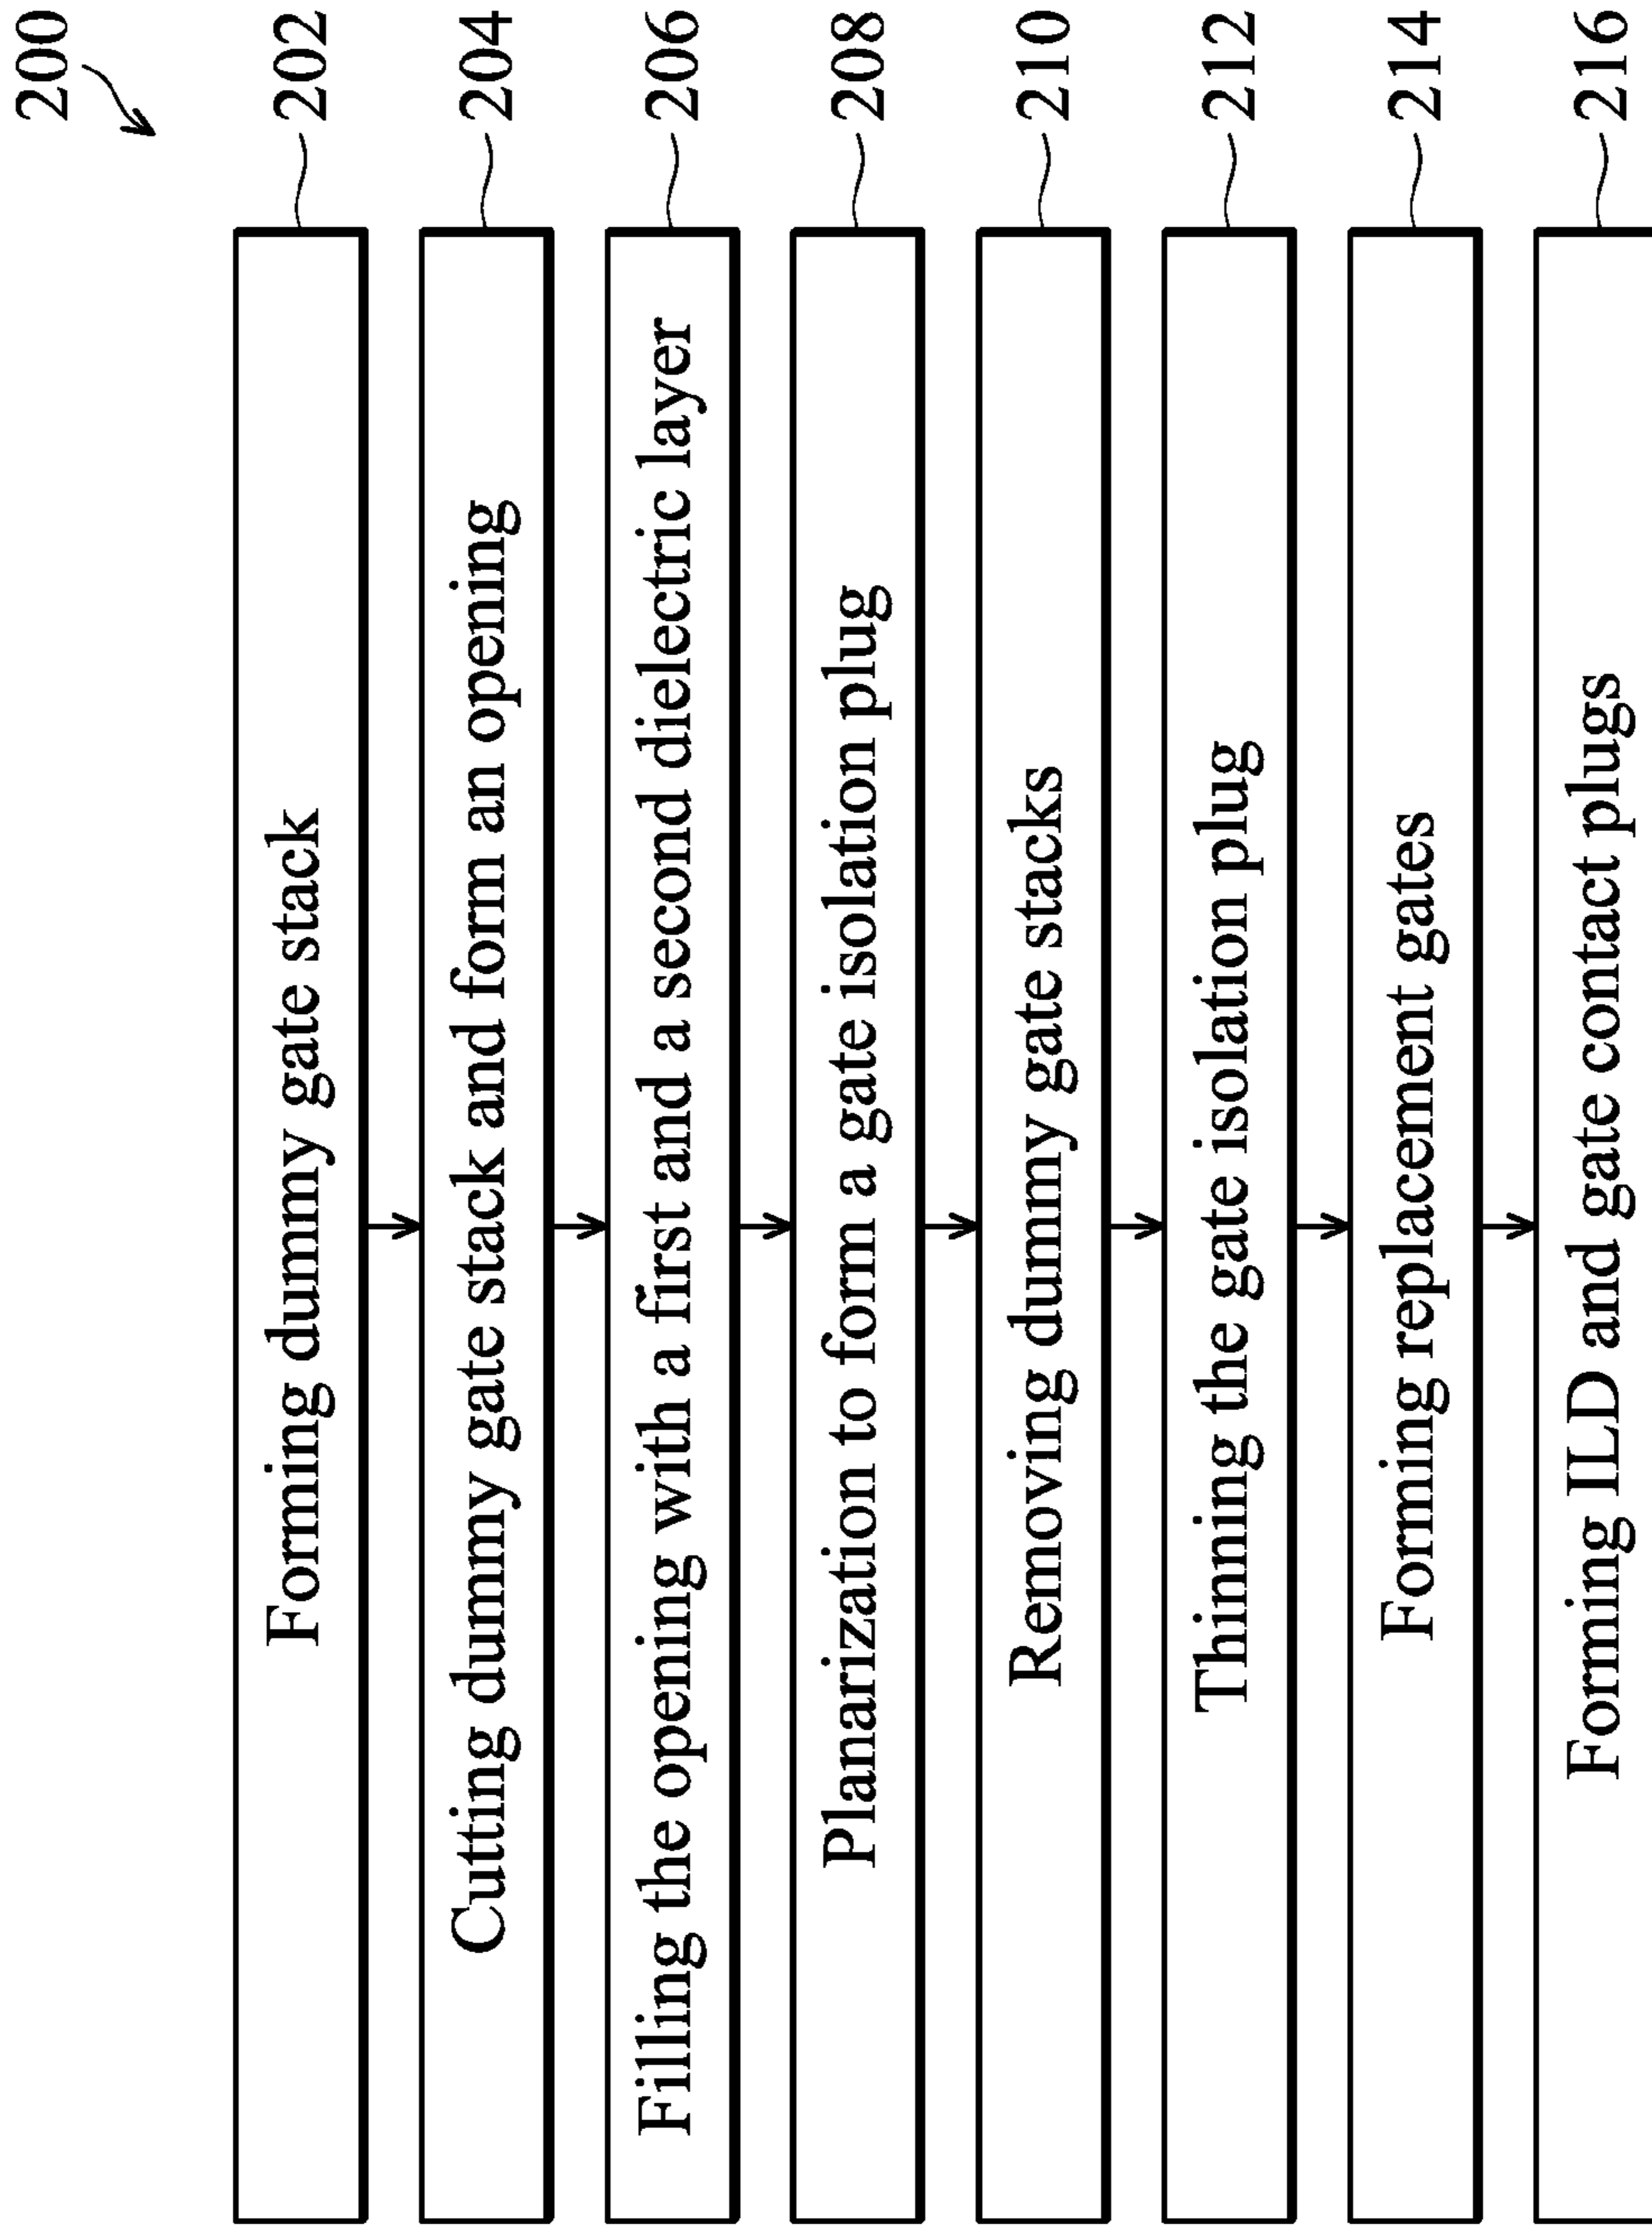 200
Forming dummy gate stack 202
Cutting dummy gate stack and form an opening 204
Filling the opening with a first and a second dielectric layer 206
Planarization to form a gate isolation plug 208
Removing dummy gate stacks 210
Thinning the gate isolation plug 212
Forming replacement gates 214
Forming ILD and gate contact plugs 216